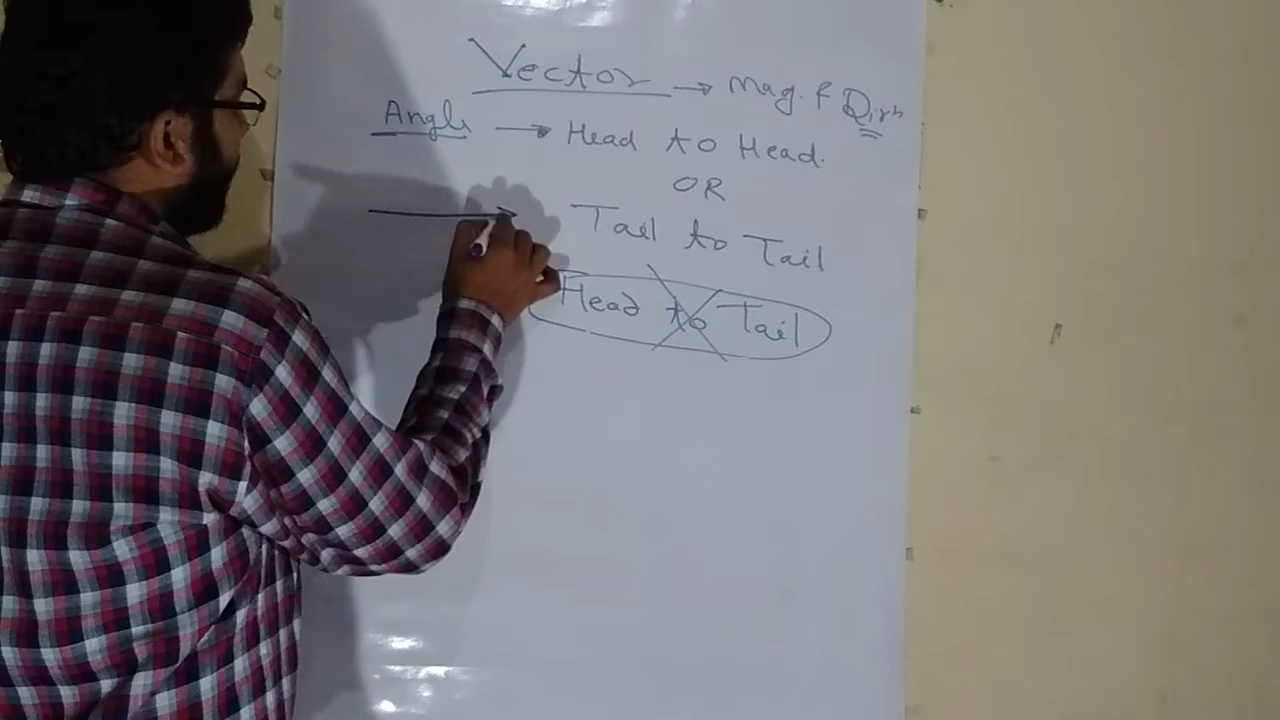 Vector → Mag. & Dirn
Angle → Head to Head.
OR
Tail to Tail
Head to Tail